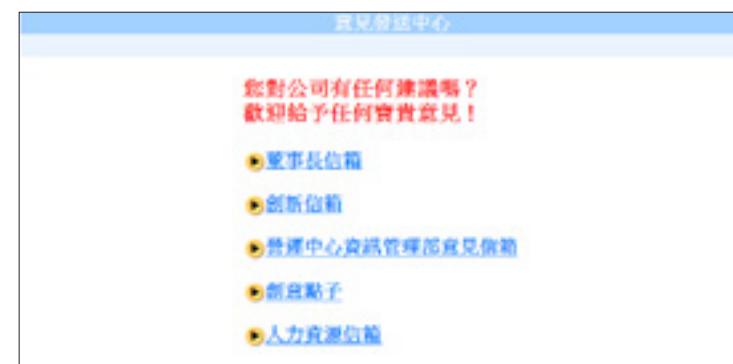 意見發送中心
您對公司有任何建議嗎？
歡迎給予任何寶貴意見！
董事長信箱
創新信箱
營運中心資訊管理部意見信箱
創意點子
人力資源信箱